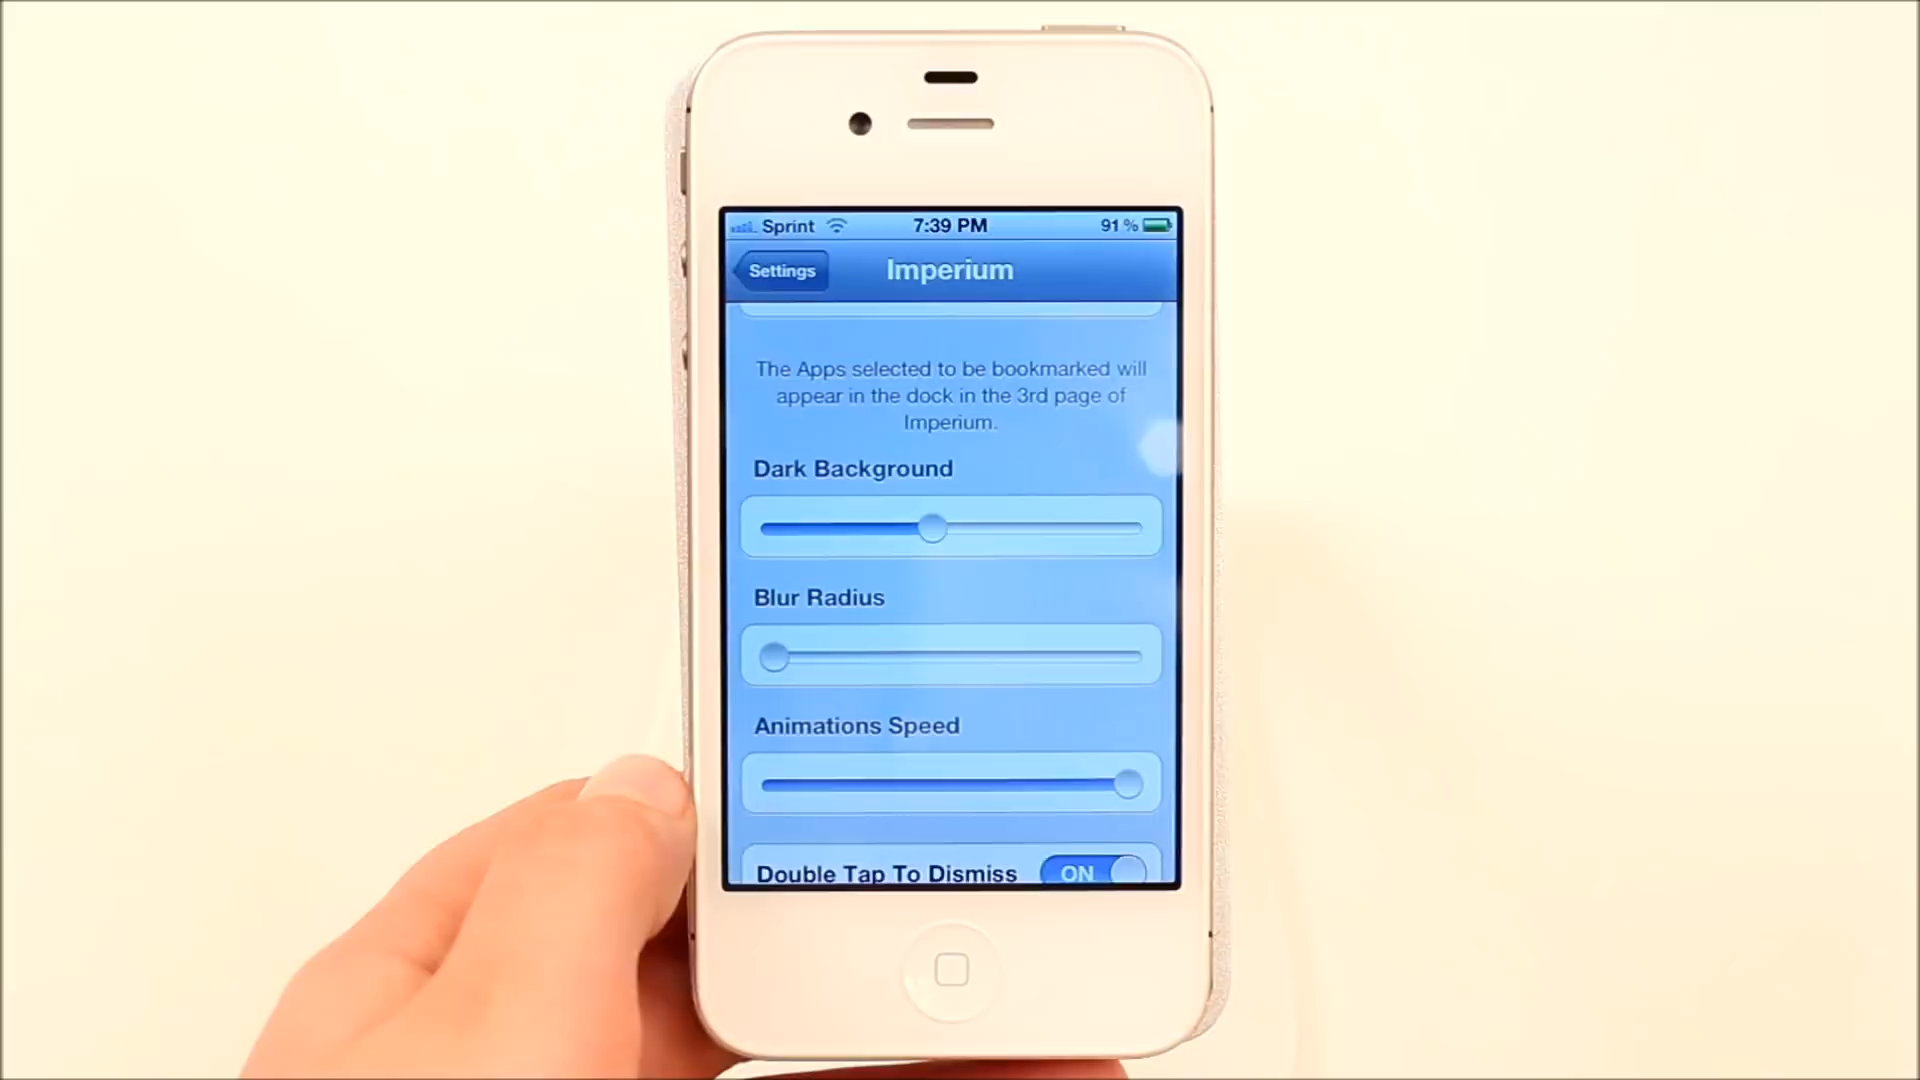 Sprint 7:39 PM 91%
Settings Imperium
The Apps selected to be bookmarked will
appear in the dock in the 3rd page of
Imperium.
Dark Background
Blur Radius
Animations Speed
Double Tap To Dismiss ON